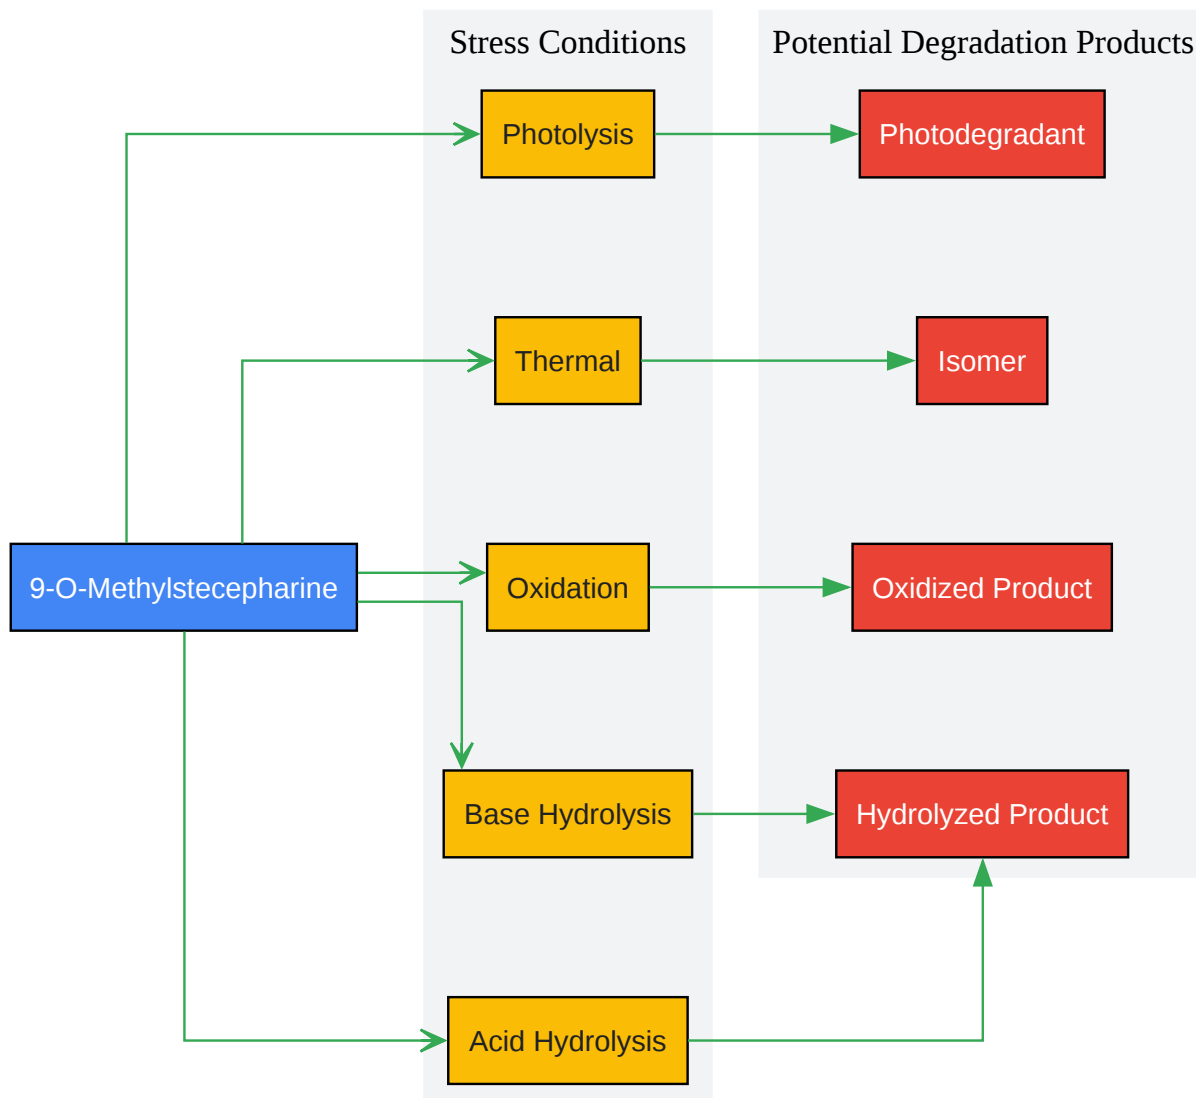 Stress Conditions
Potential Degradation Products
Photolysis
Photodegradant
Thermal
Isomer
9-O-Methylstecepharine
Oxidation
Oxidized Product
Base Hydrolysis
Hydrolyzed Product
Acid Hydrolysis